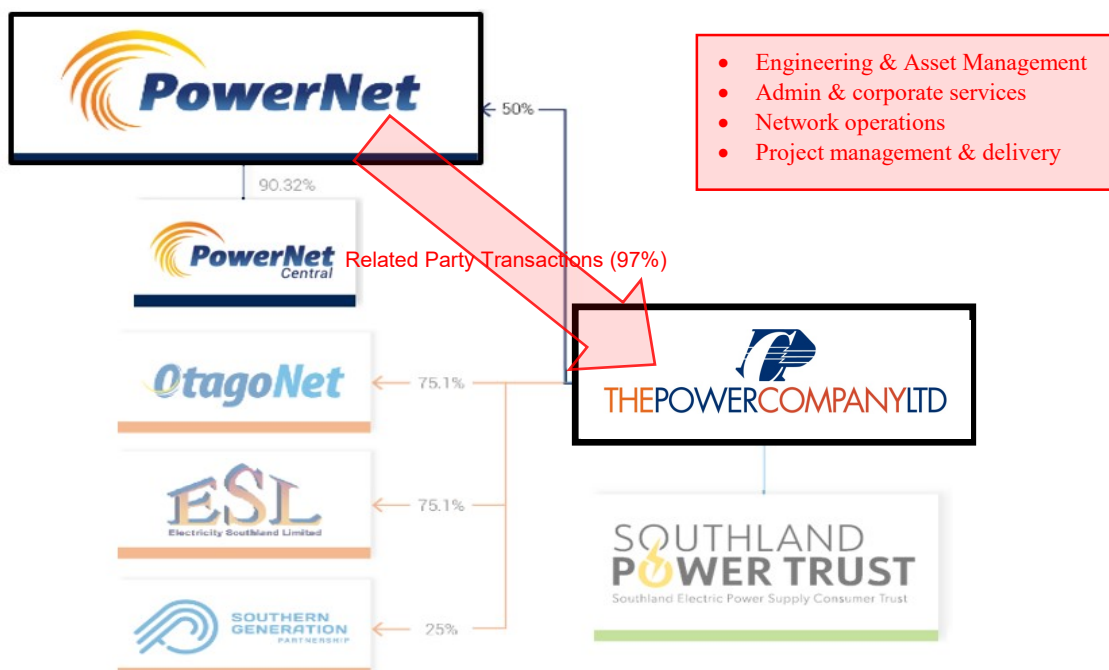 PowerNet
50%
• Engineering & Asset Management
• Admin & corporate services
• Network operations
• Project management & delivery
90.32%
PowerNet
Central
Related Party Transactions (97%)
OtagoNet
75.1%
THEPOWERCOMPANYLTD
ESL
Electricity Southland Limited
75.1%
SOUTHLAND
POWER TRUST
Southland Electric Power Supply Consumer Trust
SOUTHERN
GENERATION
PARTNERSHIP
25%